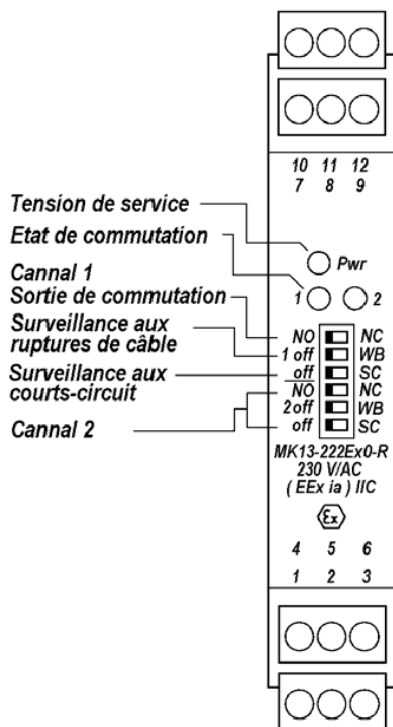 10 11 12
7 8 9
Tension de service
Pwr
Etat de commutation
1 2
Cannal 1
Sortie de commutation
NO NC
Surveillance aux
ruptures de câble
1 off WB
Surveillance aux
courts-circuit
off SC
NO NC
Cannal 2
2 off WB
off SC
MK13-222Ex0-R
230 V/AC
( EEx ia ) IIC
Ex
4 5 6
1 2 3